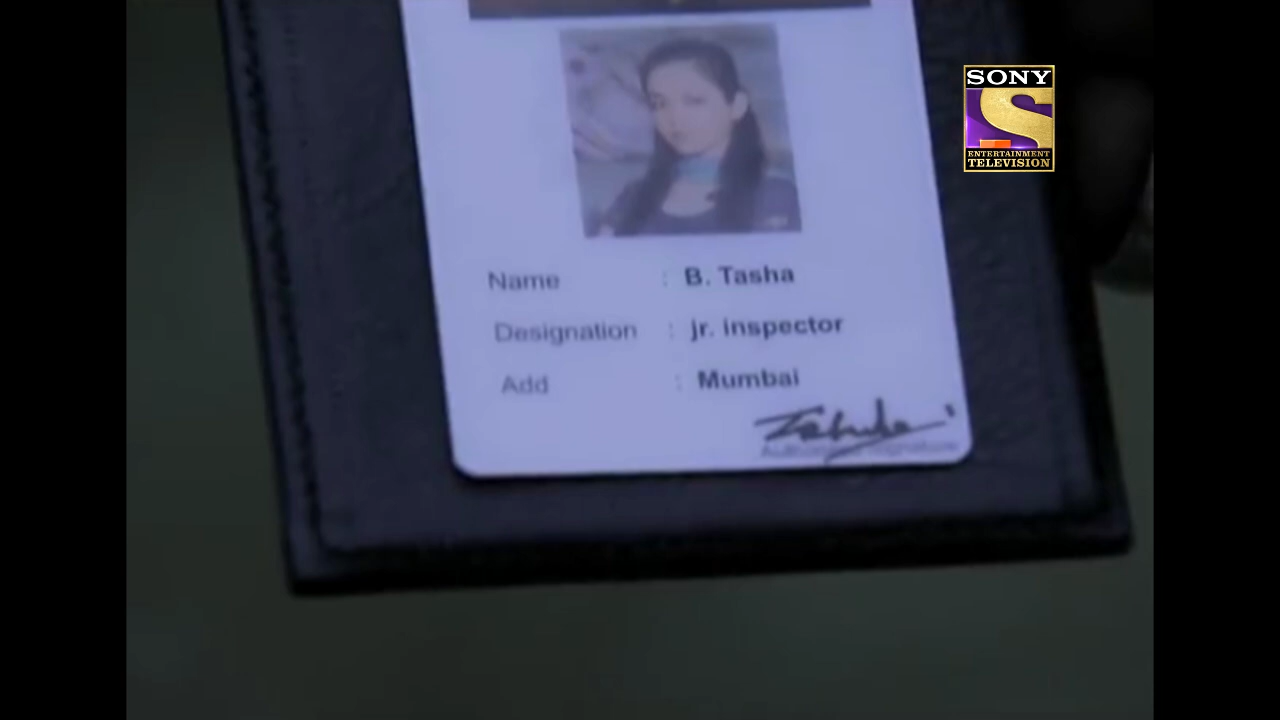 SONY
ENTERTAINMENT
TELEVISION
Name : B. Tasha
Designation : jr. inspector
Add : Mumbai